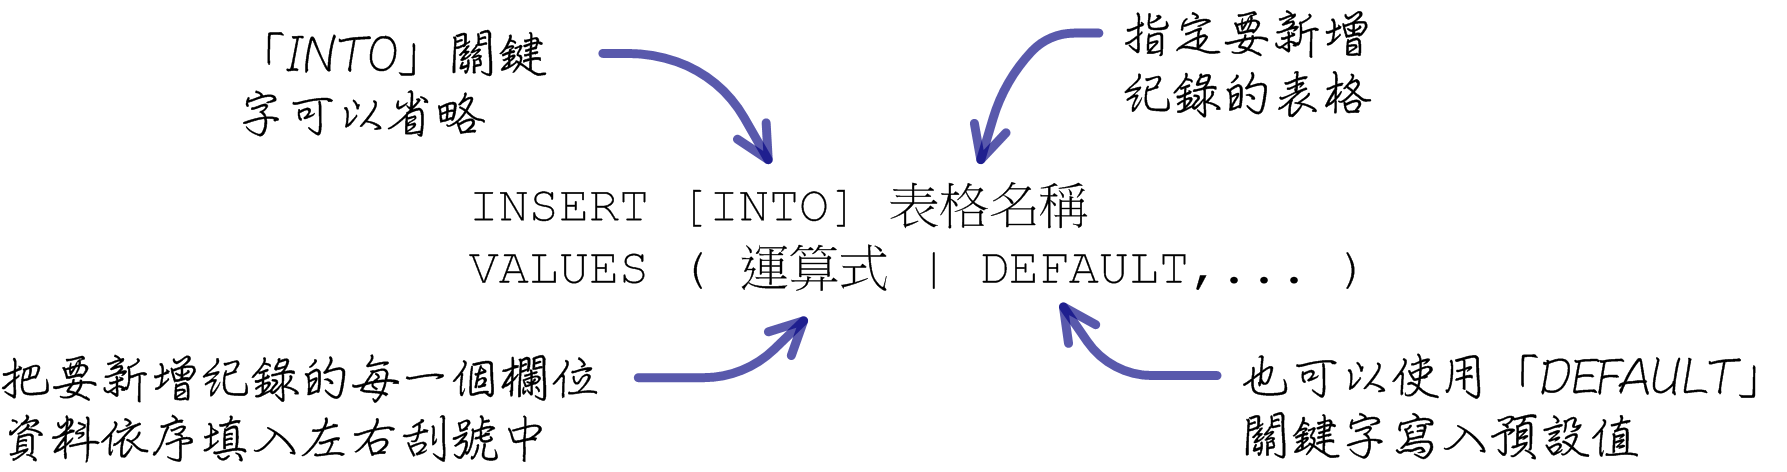 「INTO」關鍵
字可以省略
指定要新增
紀錄的表格
INSERT [INTO] 表格名稱
VALUES ( 運算式 | DEFAULT,... )
把要新增紀錄的每一個欄位
資料依序填入左右刮號中
也可以使用「DEFAULT」
關鍵字寫入預設值